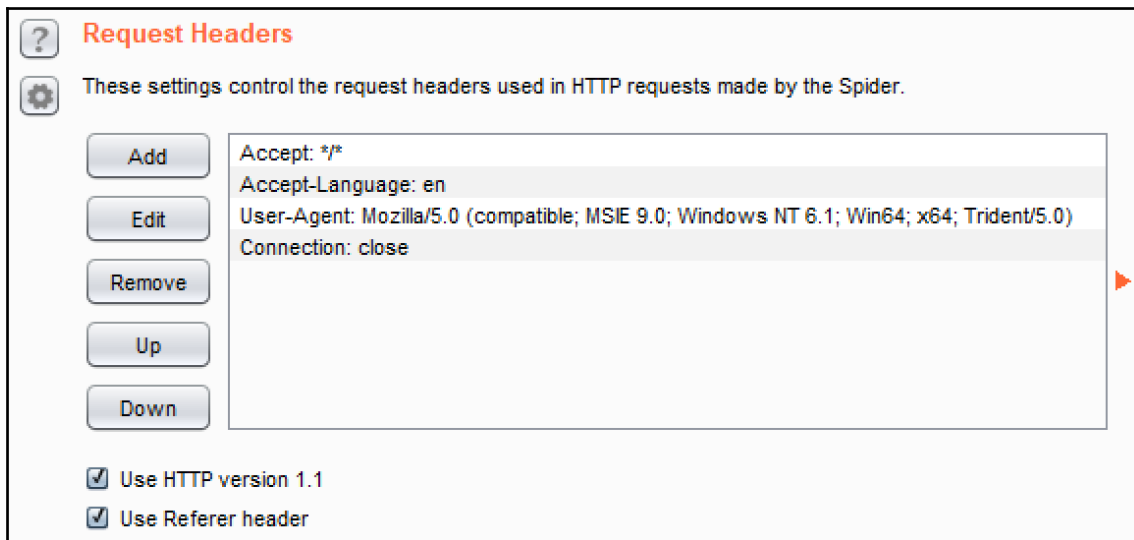 ?
Request Headers
These settings control the request headers used in HTTP requests made by the Spider.
Add
Edit
Remove
Up
Down
Accept: */*
Accept-Language: en
User-Agent: Mozilla/5.0 (compatible; MSIE 9.0; Windows NT 6.1; Win64; x64; Trident/5.0)
Connection: close
Use HTTP version 1.1
Use Referer header